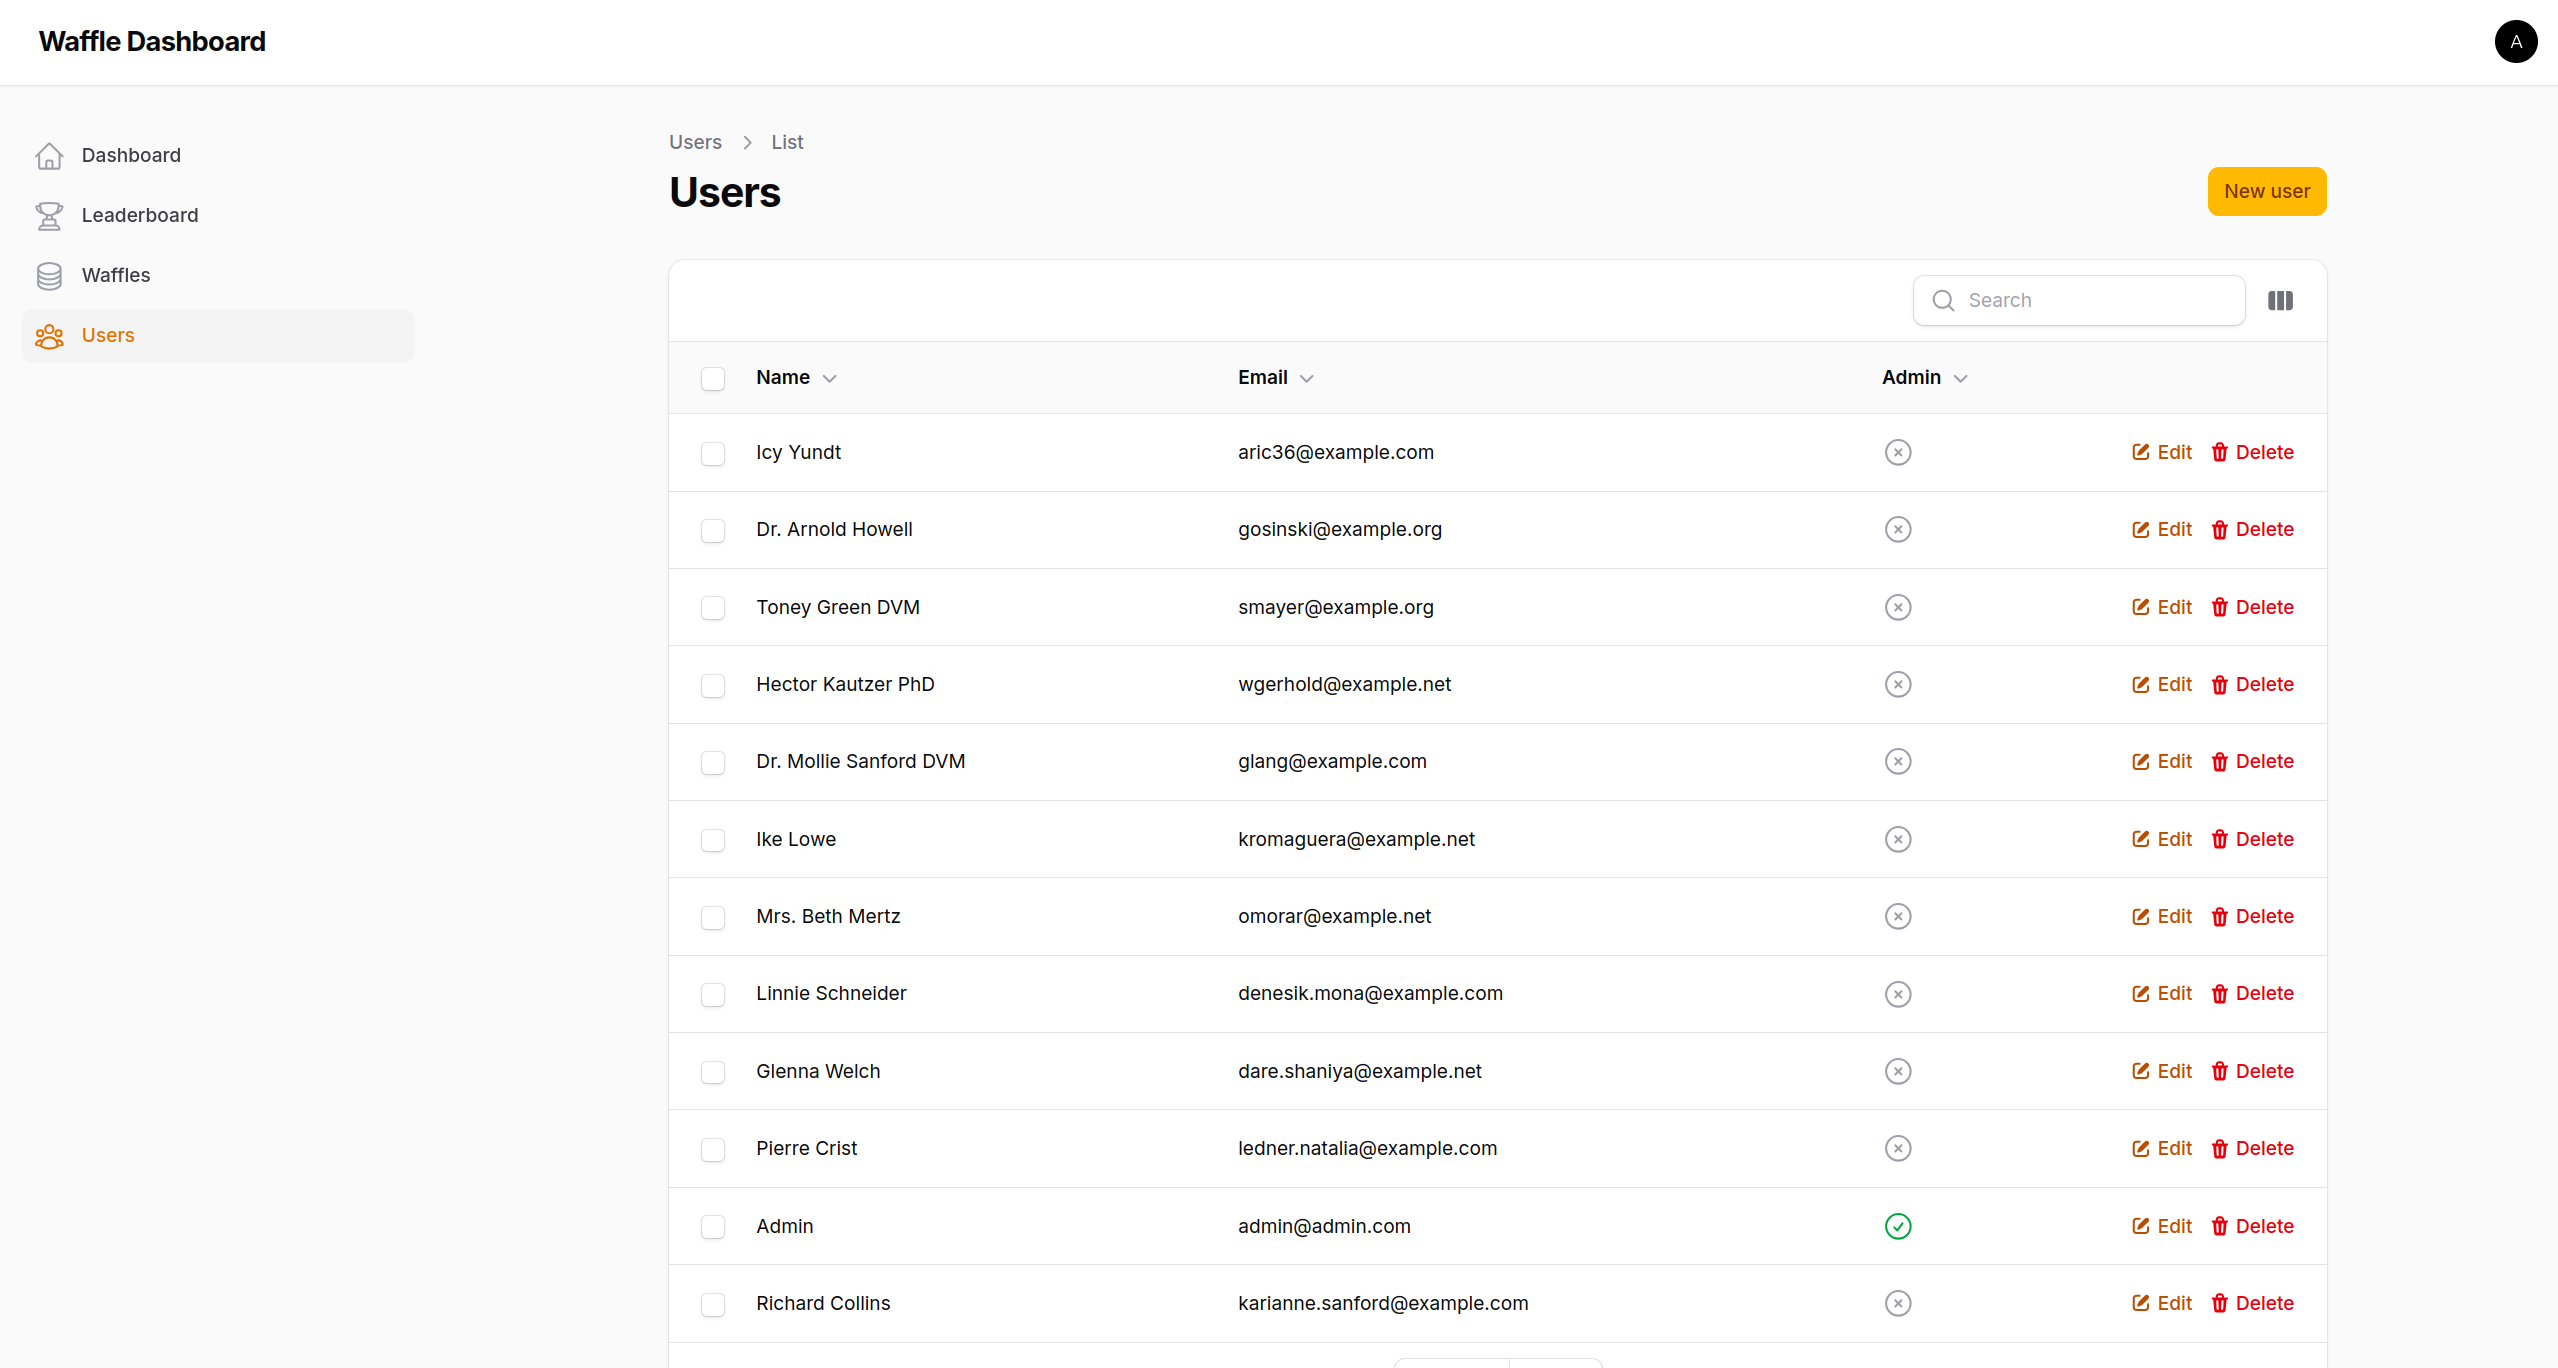 Waffle Dashboard
A
Dashboard
Leaderboard
Waffles
Users
Users List
Users
New user
Search
Name Email Admin
Icy Yundt aric36@example.com Edit Delete
Dr. Arnold Howell gosinski@example.org Edit Delete
Toney Green DVM smayer@example.org Edit Delete
Hector Kautzer PhD wgerhold@example.net Edit Delete
Dr. Mollie Sanford DVM glang@example.com Edit Delete
Ike Lowe kromaguera@example.net Edit Delete
Mrs. Beth Mertz omorar@example.net Edit Delete
Linnie Schneider denesik.mona@example.com Edit Delete
Glenna Welch dare.shaniya@example.net Edit Delete
Pierre Crist ledner.natalia@example.com Edit Delete
Admin admin@admin.com Edit Delete
Richard Collins karianne.sanford@example.com Edit Delete